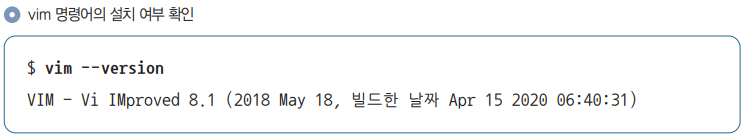 vim 명령어의 설치 여부 확인
$ vim --version
VIM - Vi IMproved 8.1 (2018 May 18, 빌드한 날짜 Apr 15 2020 06:40:31)